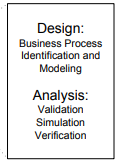 Design:
Business Process
Identification and
Modeling
Analysis:
Validation
Simulation
Verification